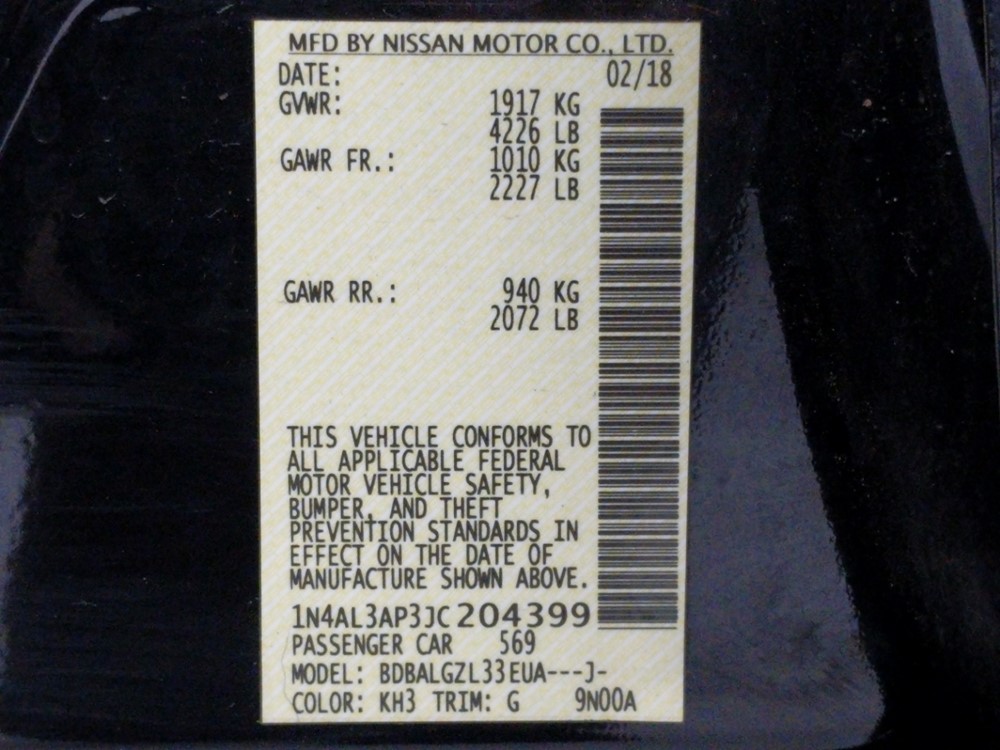 MFD BY NISSAN MOTOR CO., LTD.
DATE: 02/18
GVWR: 1917 KG
4226 LB
GAWR FR.: 1010 KG
2227 LB
GAWR RR.: 940 KG
2072 LB
THIS VEHICLE CONFORMS TO
ALL APPLICABLE FEDERAL
MOTOR VEHICLE SAFETY,
BUMPER, AND THEFT
PREVENTION STANDARDS IN
EFFECT ON THE DATE OF
MANUFACTURE SHOWN ABOVE.
1N4AL3AP3JC204399
PASSENGER CAR 569
MODEL: BDBALGZL33EUA---J-
COLOR: KH3 TRIM: G 9N00A